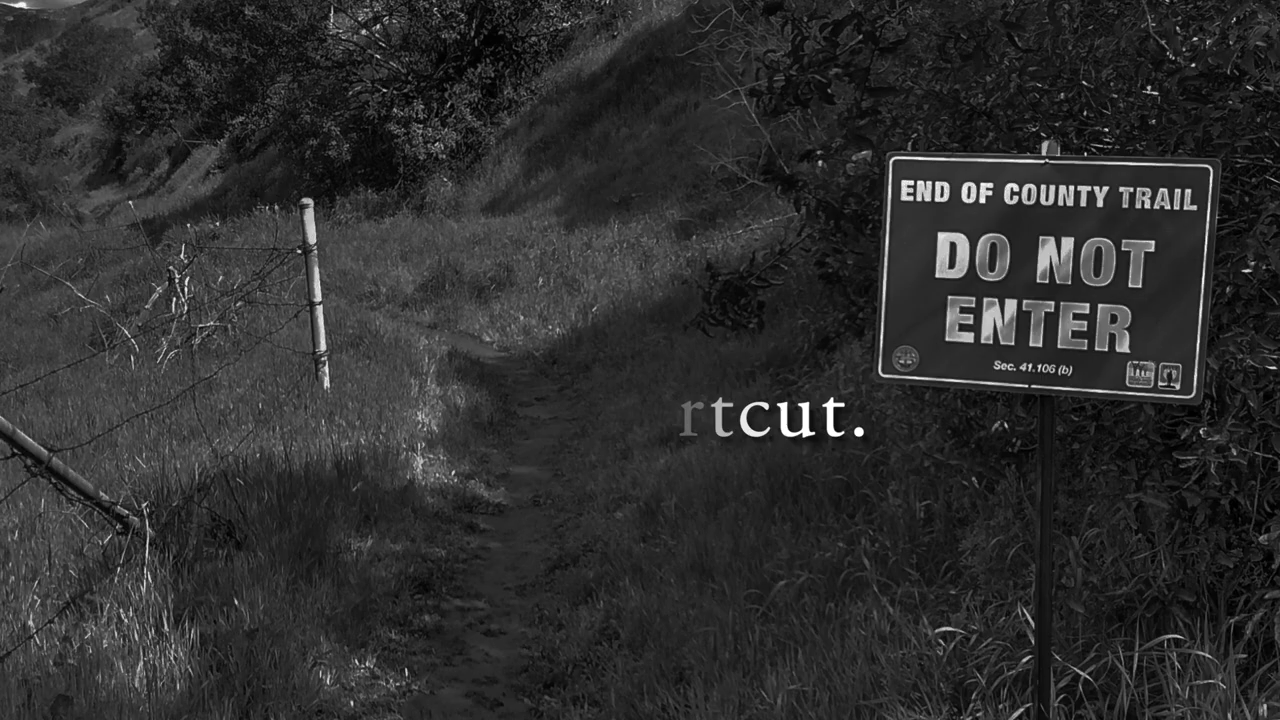 END OF COUNTY TRAIL
DO NOT
ENTER
Sec. 41.106 (b)
rtcut.